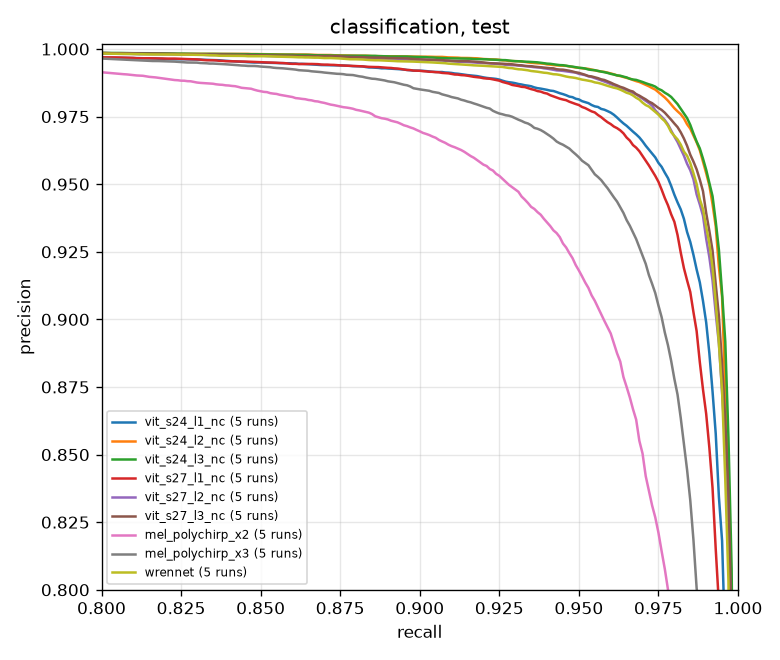 classification, test
precision
1.000
0.975
0.950
0.925
0.900
0.875
0.850
0.825
0.800
vit_s24_l1_nc (5 runs)
vit_s24_l2_nc (5 runs)
vit_s24_l3_nc (5 runs)
vit_s27_l1_nc (5 runs)
vit_s27_l2_nc (5 runs)
vit_s27_l3_nc (5 runs)
mel_polychirp_x2 (5 runs)
mel_polychirp_x3 (5 runs)
wrennet (5 runs)
0.800 0.825 0.850 0.875 0.900 0.925 0.950 0.975 1.000
recall